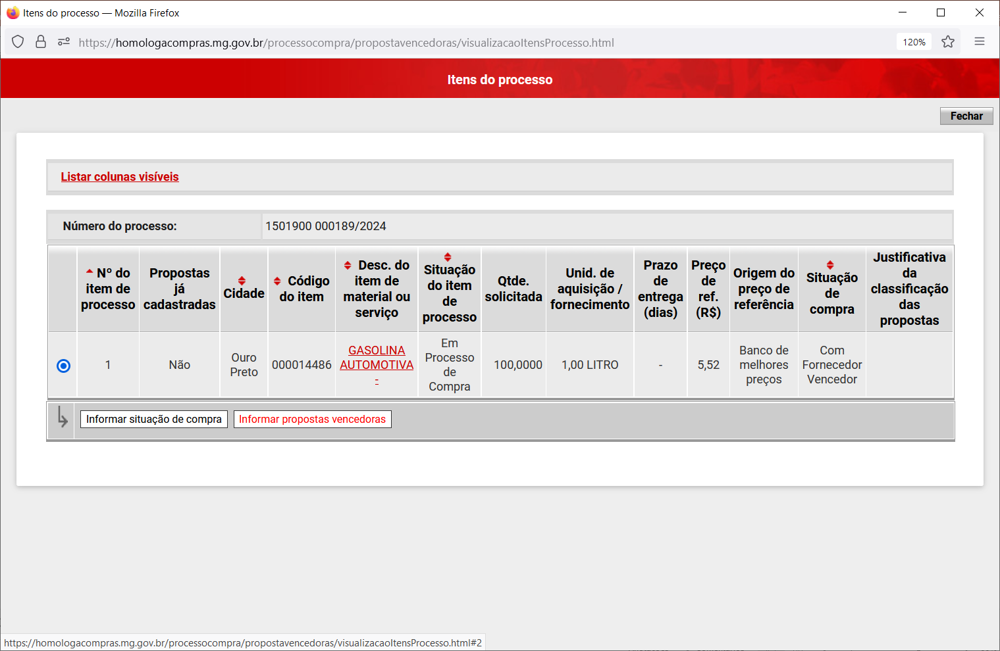 Itens do processo — Mozilla Firefox
https://homologacompras.mg.gov.br/processocompra/propostavencedoras/visualizacaoItensProcesso.html
120%
Itens do processo
Fechar
Listar colunas visíveis
Número do processo:
1501900 000189/2024
Nº do
item de
processo
Propostas
já
cadastradas
Cidade
Código
do item
Desc. do
item de
material ou
serviço
Situação
do item
de
processo
Qtde.
solicitada
Unid. de
aquisição /
fornecimento
Prazo
de
entrega
(dias)
Preço
de
ref.
(R$)
Origem do
preço de
referência
Situação
de
compra
Justificativa
da
classificação
das
propostas
1
Não
Ouro
Preto
000014486
GASOLINA
AUTOMOTIVA
-
Em
Processo
de
Compra
100,0000
1,00 LITRO
-
5,52
Banco de
melhores
preços
Com
Fornecedor
Vencedor
Informar situação de compra
Informar propostas vencedoras
https://homologacompras.mg.gov.br/processocompra/propostavencedoras/visualizacaoItensProcesso.html#2